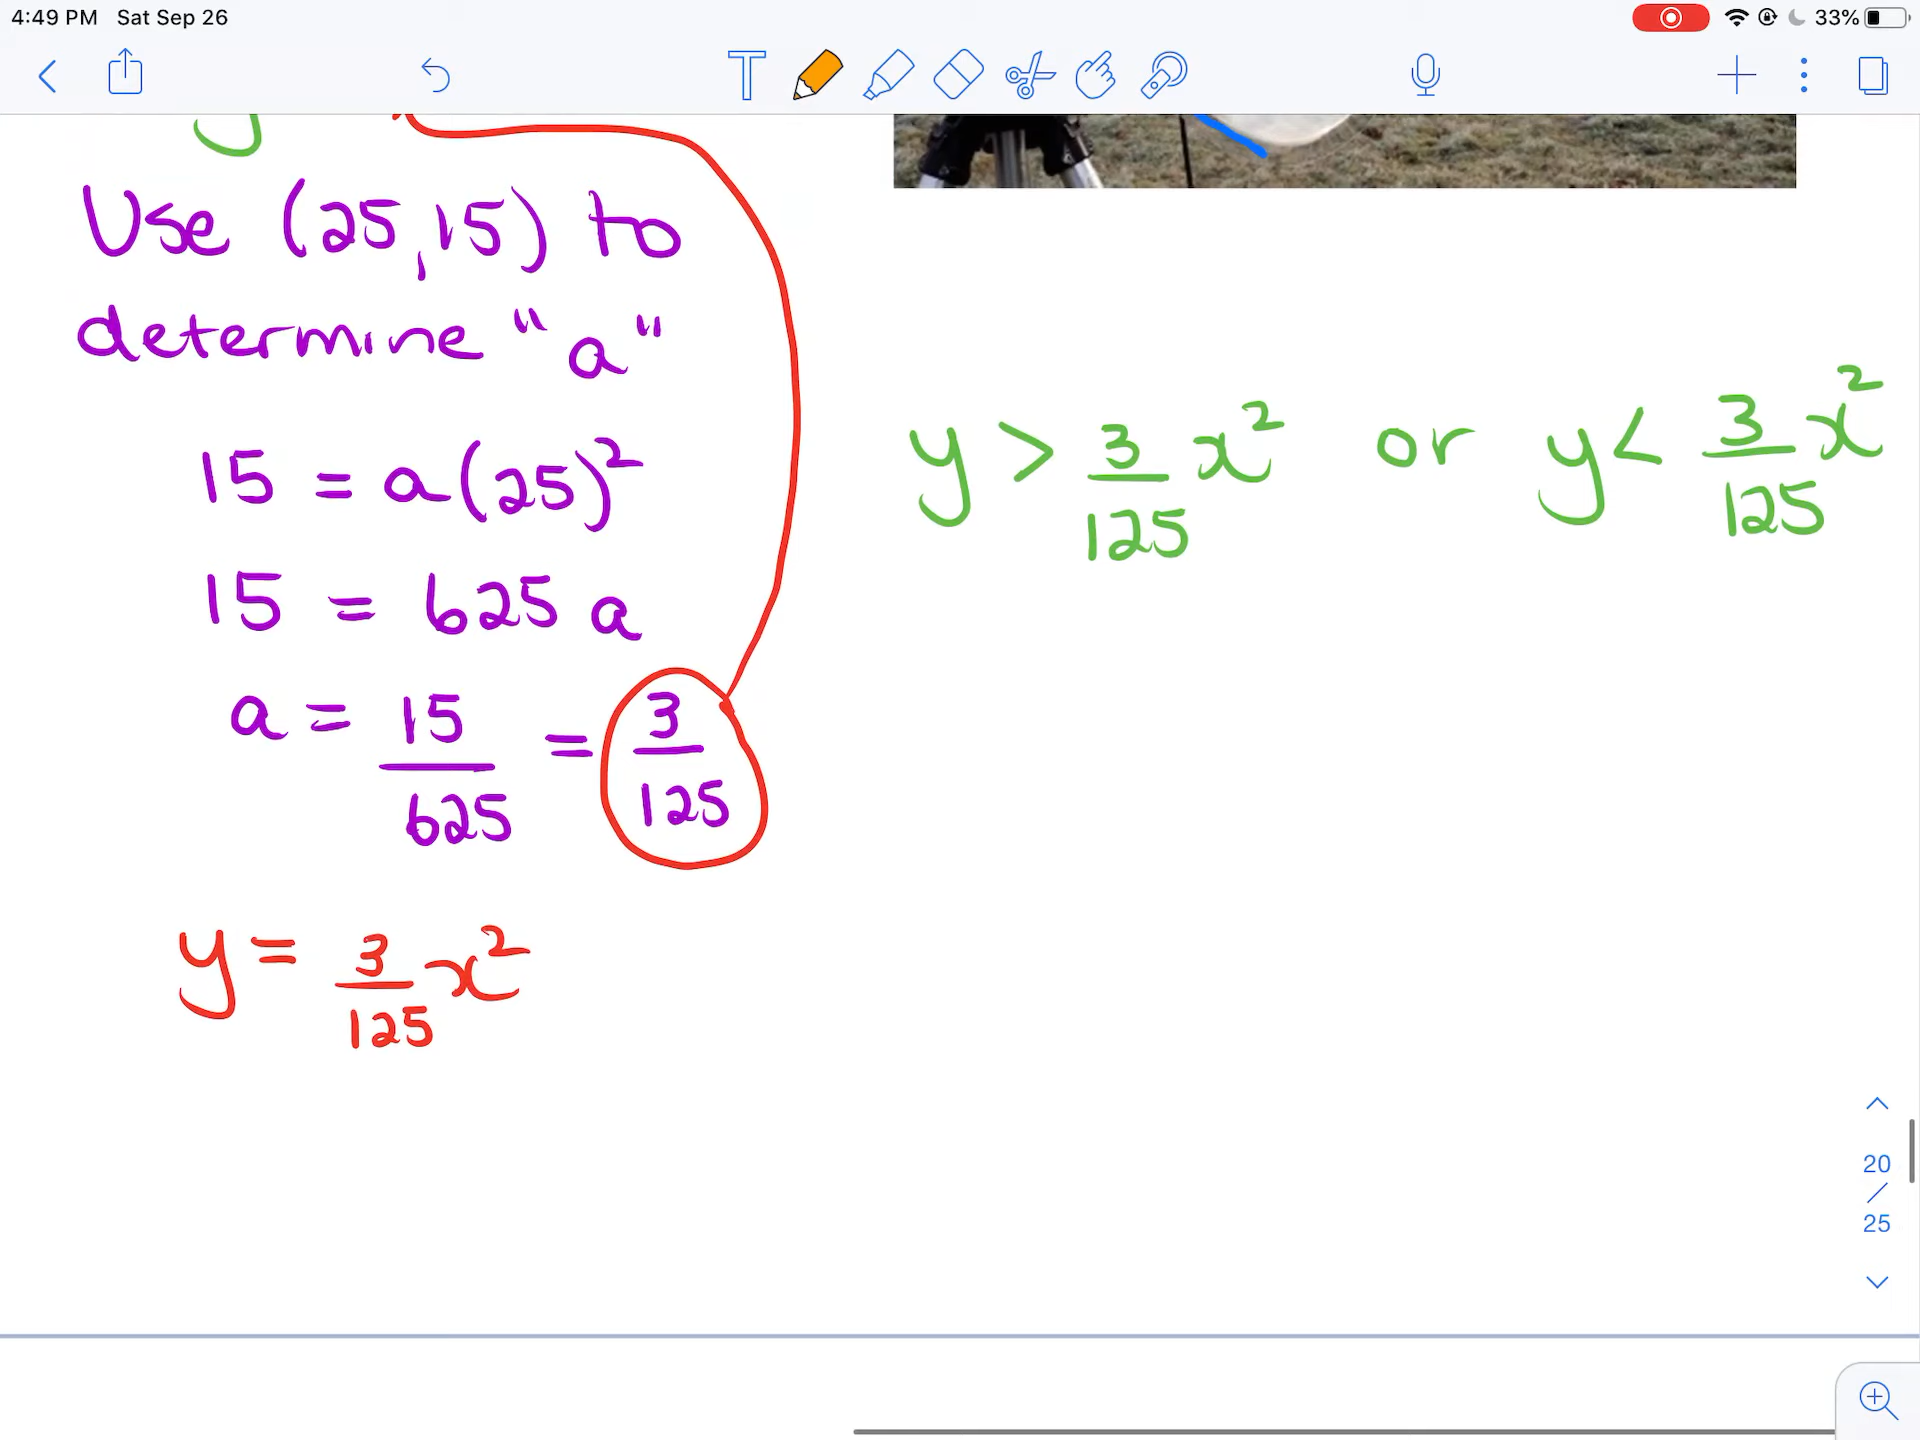 4:49 PM Sat Sep 26
33%
T
y
Use (25,15) to
determine "a"
15 = a(25)²
15 = 625 a
a = 15/625 = 3/125
y = 3/125 x²
y > 3/125 x² or y < 3/125 x²
20
/
25